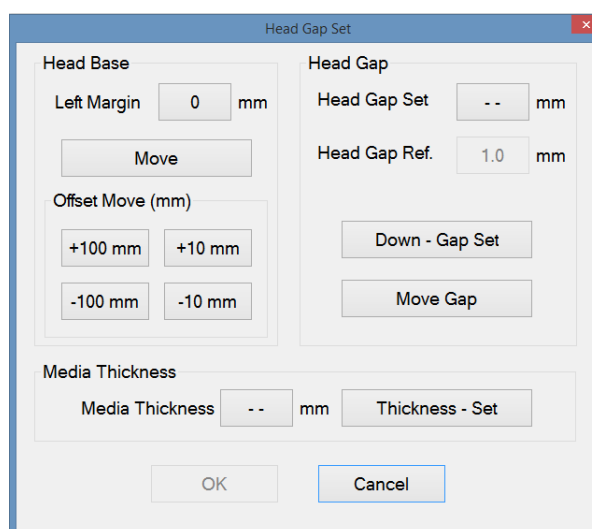 Head Gap Set
Head Base
Left Margin 0 mm
Move
Offset Move (mm)
+100 mm +10 mm
-100 mm -10 mm
Head Gap
Head Gap Set - - mm
Head Gap Ref. 1.0 mm
Down - Gap Set
Move Gap
Media Thickness
Media Thickness - - mm Thickness - Set
OK Cancel